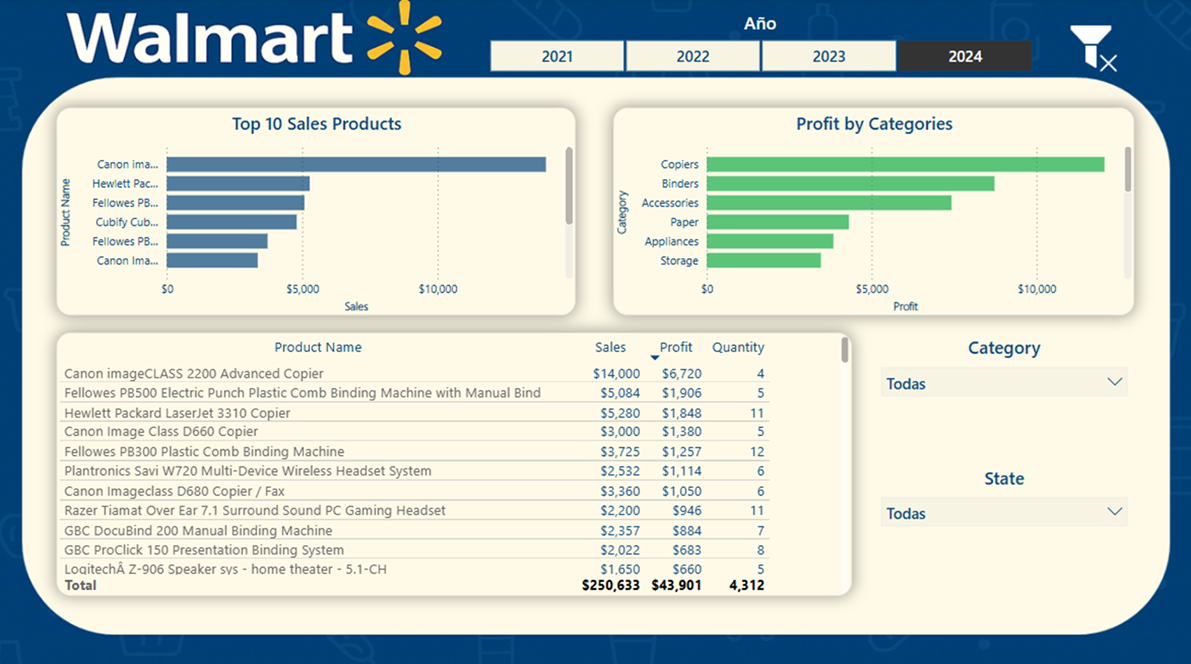 Walmart
Año
2021 2022 2023 2024
Top 10 Sales Products
Product Name
Canon ima...
Hewlett Pac...
Fellowes PB...
Cubify Cub...
Fellowes PB...
Canon Ima...
$0 $5,000 $10,000
Sales
Profit by Categories
Category
Copiers
Binders
Accessories
Paper
Appliances
Storage
$0 $5,000 $10,000
Profit
Product Name Sales Profit Quantity
Canon imageCLASS 2200 Advanced Copier $14,000 $6,720 4
Fellowes PB500 Electric Punch Plastic Comb Binding Machine with Manual Bind $5,084 $1,906 5
Hewlett Packard LaserJet 3310 Copier $5,280 $1,848 11
Canon Image Class D660 Copier $3,000 $1,380 5
Fellowes PB300 Plastic Comb Binding Machine $3,725 $1,257 12
Plantronics Savi W720 Multi-Device Wireless Headset System $2,532 $1,114 6
Canon Imageclass D680 Copier / Fax $3,360 $1,050 6
Razer Tiamat Over Ear 7.1 Surround Sound PC Gaming Headset $2,200 $946 11
GBC DocuBind 200 Manual Binding Machine $2,357 $884 7
GBC ProClick 150 Presentation Binding System $2,022 $683 8
LogitechÂ Z-906 Speaker sys - home theater - 5.1-CH $1,650 $660 5
Total $250,633 $43,901 4,312
Category
Todas
State
Todas